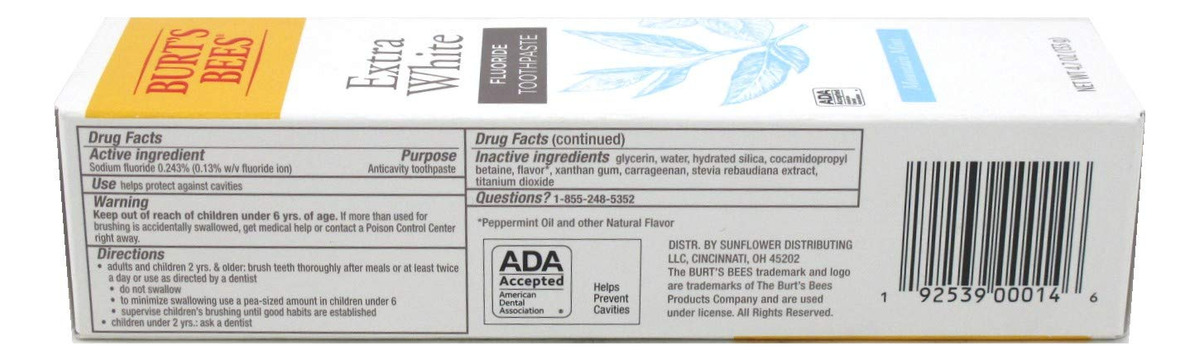 BURT'S
BEES®
Extra
White
FLUORIDE
TOOTHPASTE
ADA
Accepted
NET WT 4.7 OZ (133 g)
Drug Facts
Active ingredient Purpose
Sodium fluoride 0.243% (0.13% w/v fluoride ion) Anticavity toothpaste
Use helps protect against cavities
Warning
Keep out of reach of children under 6 yrs. of age. If more than used for
brushing is accidentally swallowed, get medical help or contact a Poison Control Center
right away.
Directions
• adults and children 2 yrs. & older: brush teeth thoroughly after meals or at least twice
a day or use as directed by a dentist
• do not swallow
• to minimize swallowing use a pea-sized amount in children under 6
• supervise children's brushing until good habits are established
• children under 2 yrs.: ask a dentist
Drug Facts (continued)
Inactive ingredients glycerin, water, hydrated silica, cocamidopropyl
betaine, flavor*, xanthan gum, carrageenan, stevia rebaudiana extract,
titanium dioxide
Questions? 1-855-248-5352
*Peppermint Oil and other Natural Flavor
ADA
Accepted
American
Dental
Association ®
Helps
Prevent
Cavities
DISTR. BY SUNFLOWER DISTRIBUTING
LLC, CINCINNATI, OH 45202
The BURT'S BEES trademark and logo
are trademarks of The Burt's Bees
Products Company and are used
under license. All Rights Reserved.
1 92539 00014 6